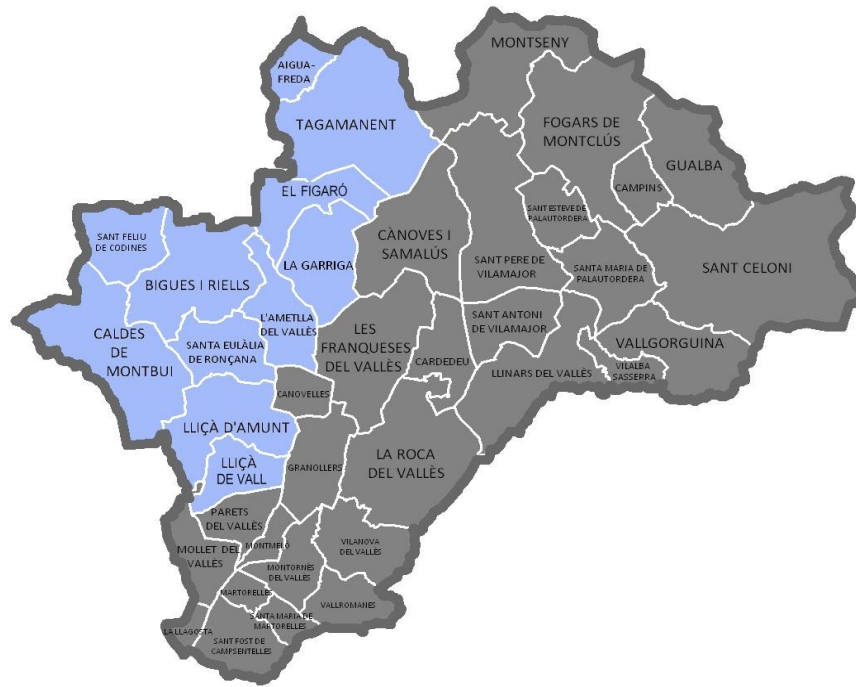 MONTSENY
AIGUA-
FREDA
TAGAMANENT
FOGARS DE
MONTCLÚS
GUALBA
EL FIGARÓ
CAMPINS
SANT ESTEVE DE
PALAUTORDERA
SANT FELIU
DE CODINES
CÀNOVES I
SAMALÚS
LA GARRIGA
SANT PERE DE
VILAMAJOR
SANTA MARIA DE
PALAUTORDERA
SANT CELONI
BIGUES I RIELLS
L'AMETLLA
DEL VALLÈS
SANT ANTONI
DE VILAMAJOR
CALDES
DE
MONTBUI
SANTA EULÀLIA
DE RONÇANA
LES
FRANQUESES
DEL VALLÈS
CARDEDEU
VALLGORGUINA
LLINARS DEL VALLÈS
VILALBA
SASSERRA
CANOVELLES
LLIÇÀ D'AMUNT
LLIÇÀ
DE VALL
GRANOLLERS
LA ROCA
DEL VALLÈS
PARETS
DEL VALLÈS
MONTMELÓ
VILANOVA
DEL VALLÈS
MOLLET DEL
VALLÈS
MONTORNÈS
DEL VALLÈS
MARTORELLES
VALLROMANES
SANTA MARIA DE
MARTORELLES
LA LLAGOSTA
SANT FOST DE
CAMPSENTELLES